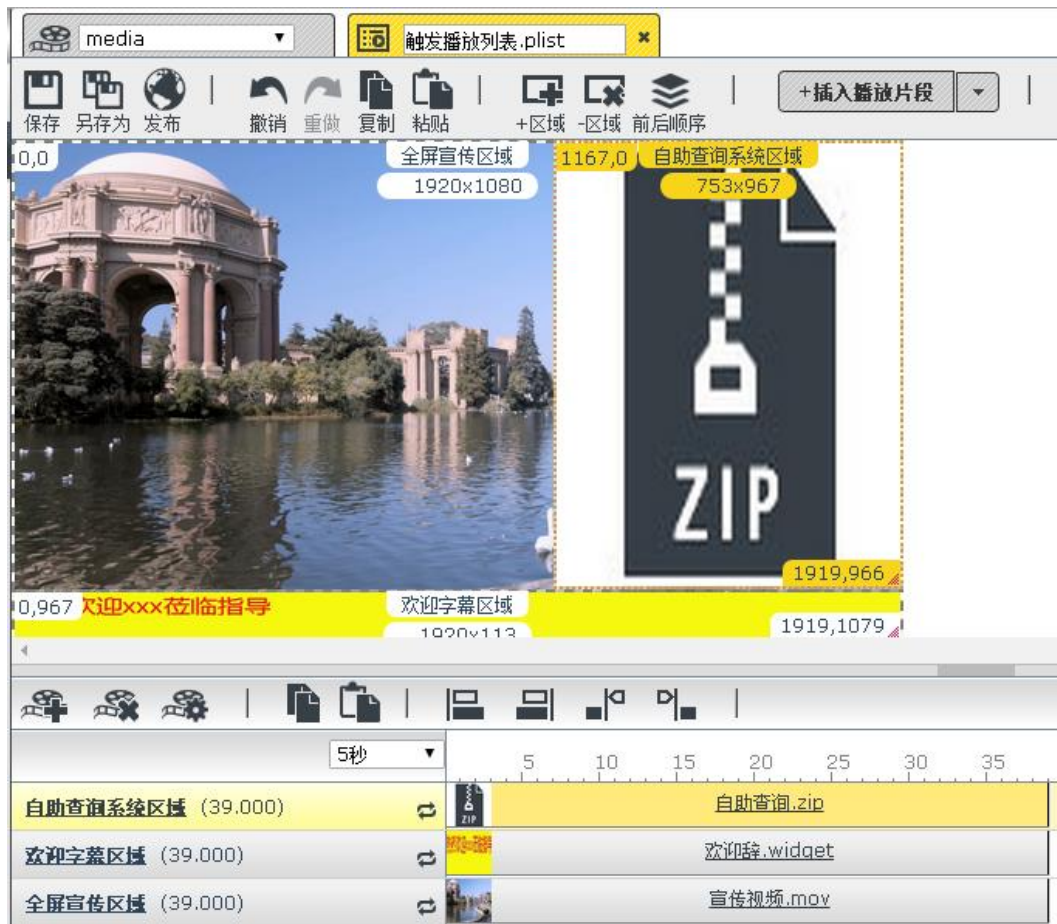 media
触发播放列表.plist
保存 另存为 发布 撤销 重做 复制 粘贴 +区域 -区域 前后顺序 +插入播放片段
0,0 全屏宣传区域 1167,0 自助查询系统区域
1920x1080 753x967
ZIP
1919,966
0,967 欢迎xxx莅临指导 欢迎字幕区域
1920x113 1919,1079
5秒 5 10 15 20 25 30 35
自助查询系统区域 (39.000) ZIP 自助查询.zip
欢迎字幕区域 (39.000) 欢迎辞.widget
全屏宣传区域 (39.000) 宣传视频.mov